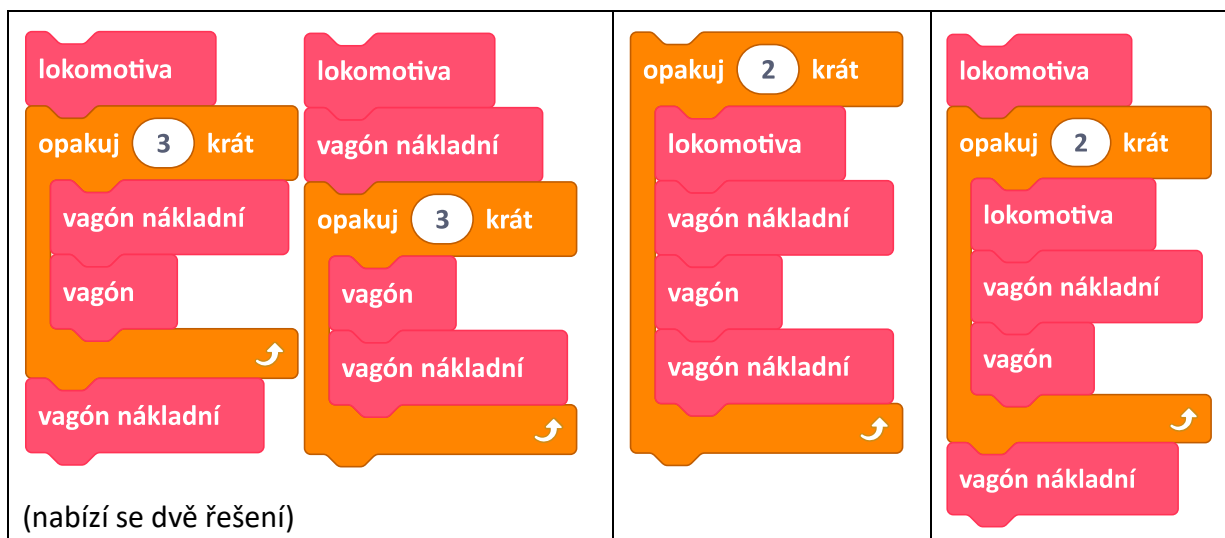 lokomotiva
opakuj 3 krát
vagón nákladní
vagón
vagón nákladní
lokomotiva
vagón nákladní
opakuj 3 krát
vagón
vagón nákladní
(nabízí se dvě řešení)
opakuj 2 krát
lokomotiva
vagón nákladní
vagón
vagón nákladní
lokomotiva
opakuj 2 krát
lokomotiva
vagón nákladní
vagón
vagón nákladní